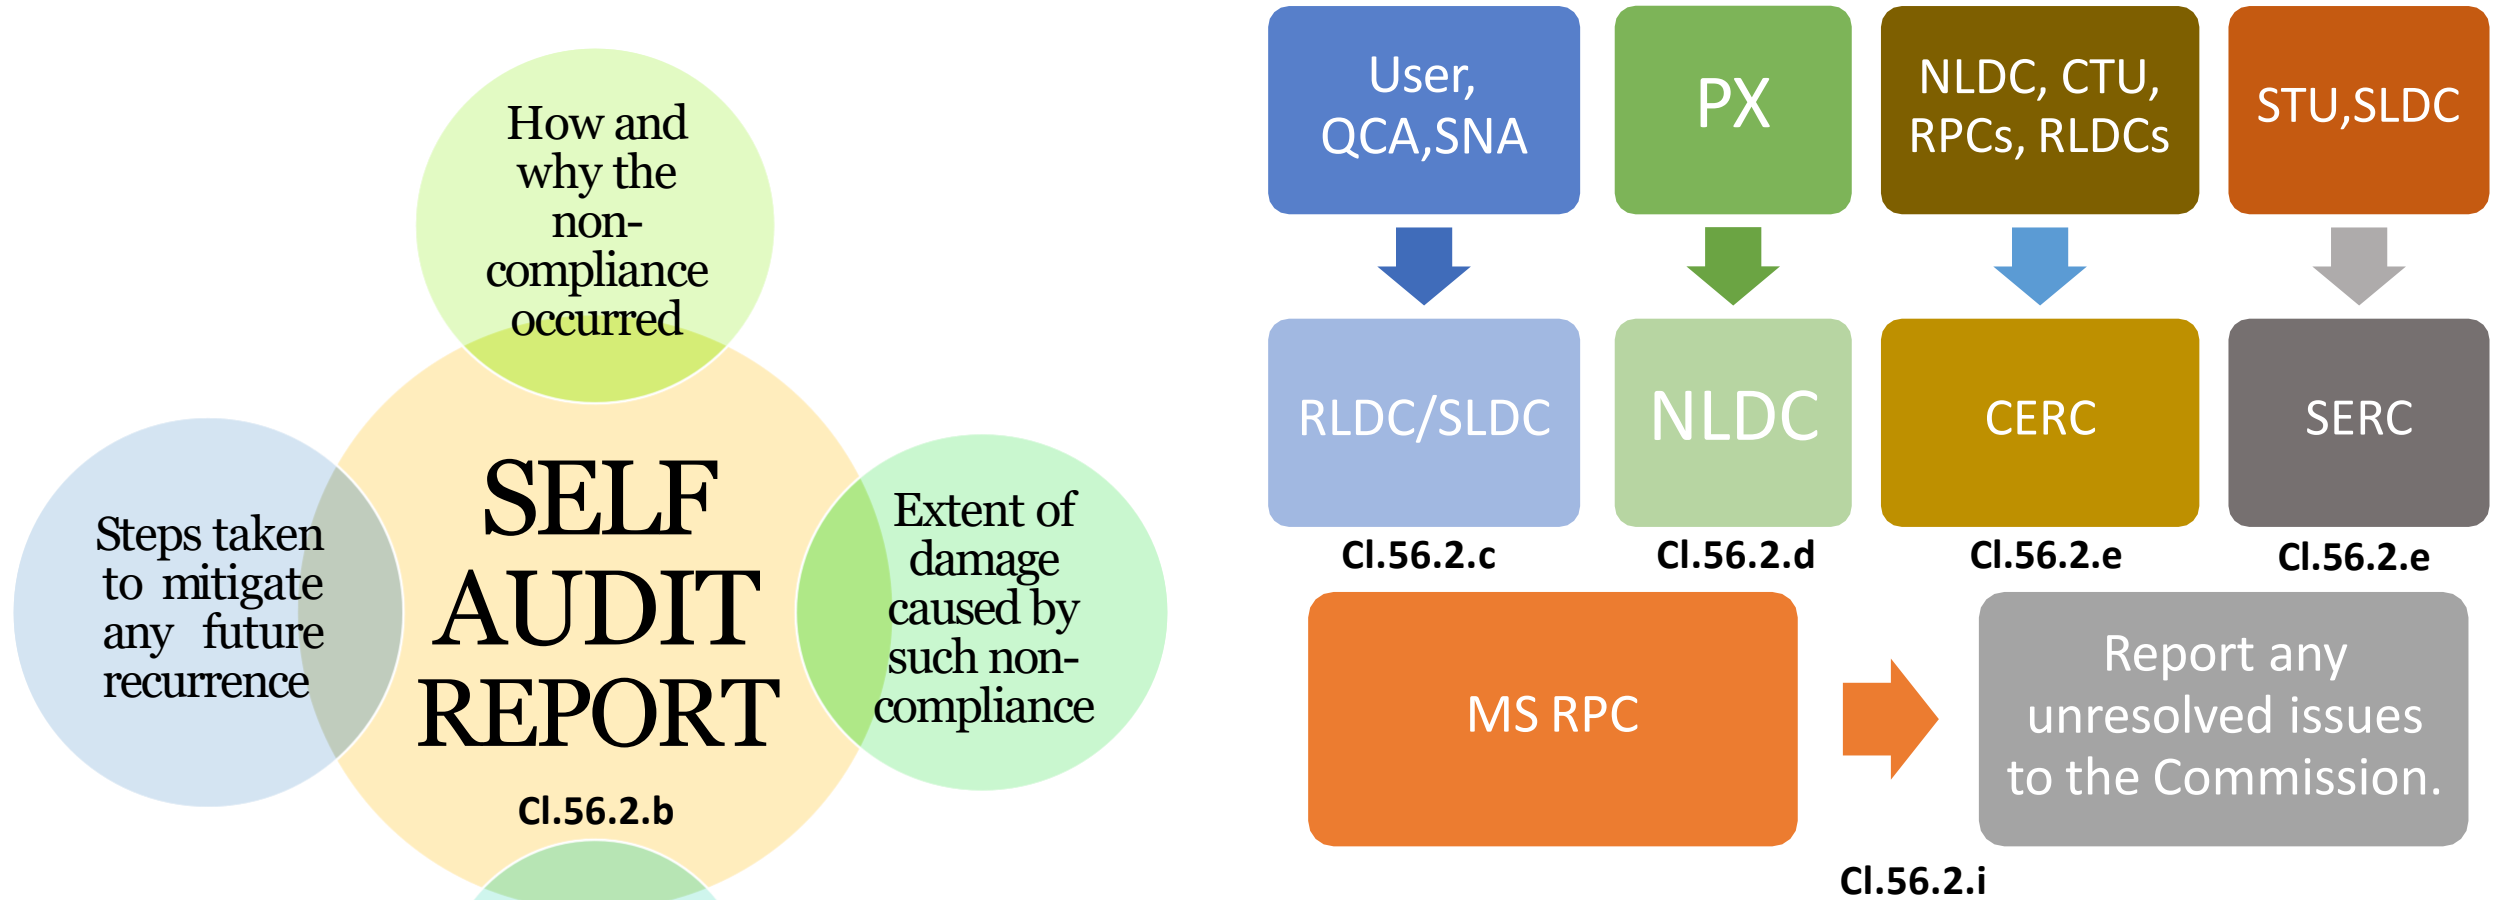 How and
why the
non-
compliance
occurred
Steps taken
to mitigate
any future
recurrence
SELF
AUDIT
REPORT
Cl.56.2.b
Extent of
damage
caused by
such non-
compliance
User,
QCA,SNA
PX
NLDC, CTU,
RPCs, RLDCs
STU,SLDC
RLDC/SLDC
NLDC
CERC
SERC
Cl.56.2.c
Cl.56.2.d
Cl.56.2.e
Cl.56.2.e
MS RPC
Report any
unresolved issues
to the Commission.
Cl.56.2.i